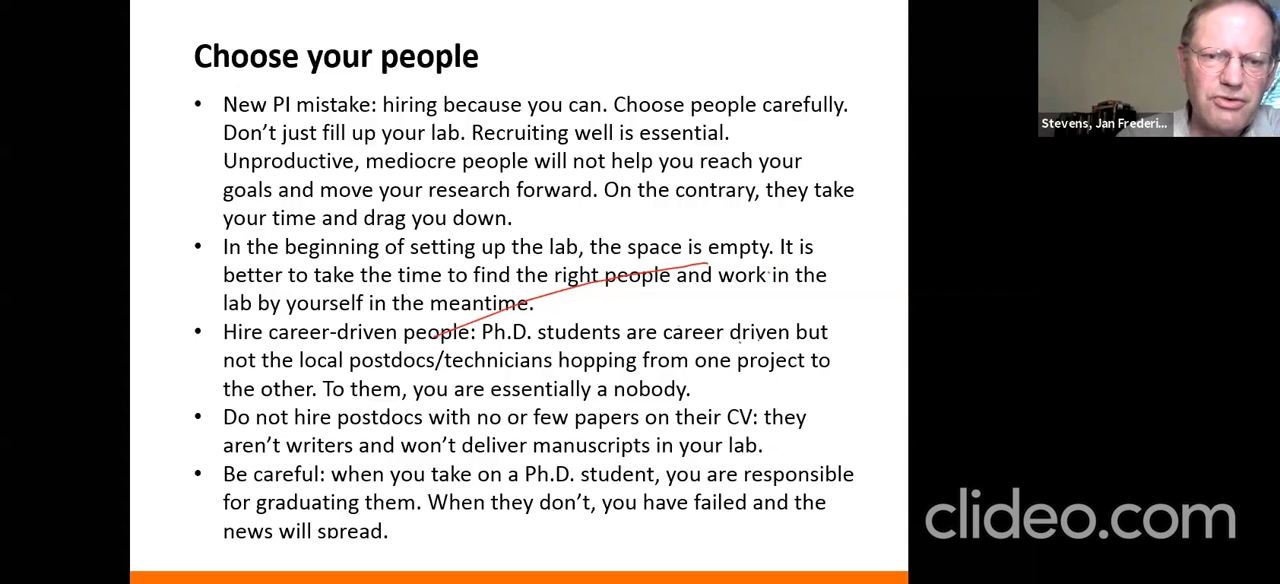 Choose your people
• New PI mistake: hiring because you can. Choose people carefully.
Don't just fill up your lab. Recruiting well is essential.
Unproductive, mediocre people will not help you reach your
goals and move your research forward. On the contrary, they take
your time and drag you down.
• In the beginning of setting up the lab, the space is empty. It is
better to take the time to find the right people and work in the
lab by yourself in the meantime.
• Hire career-driven people: Ph.D. students are career driven but
not the local postdocs/technicians hopping from one project to
the other. To them, you are essentially a nobody.
• Do not hire postdocs with no or few papers on their CV: they
aren't writers and won't deliver manuscripts in your lab.
• Be careful: when you take on a Ph.D. student, you are responsible
for graduating them. When they don't, you have failed and the
news will spread.
Stevens, Jan Frederi...
clideo.com